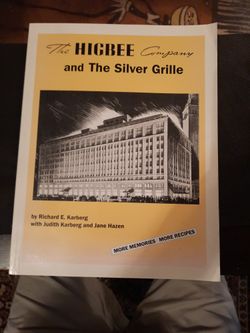 The HIGBEE Company
and The Silver Grille
by Richard E. Karberg
with Judith Karberg and Jane Hazen
MORE MEMORIES MORE RECIPES